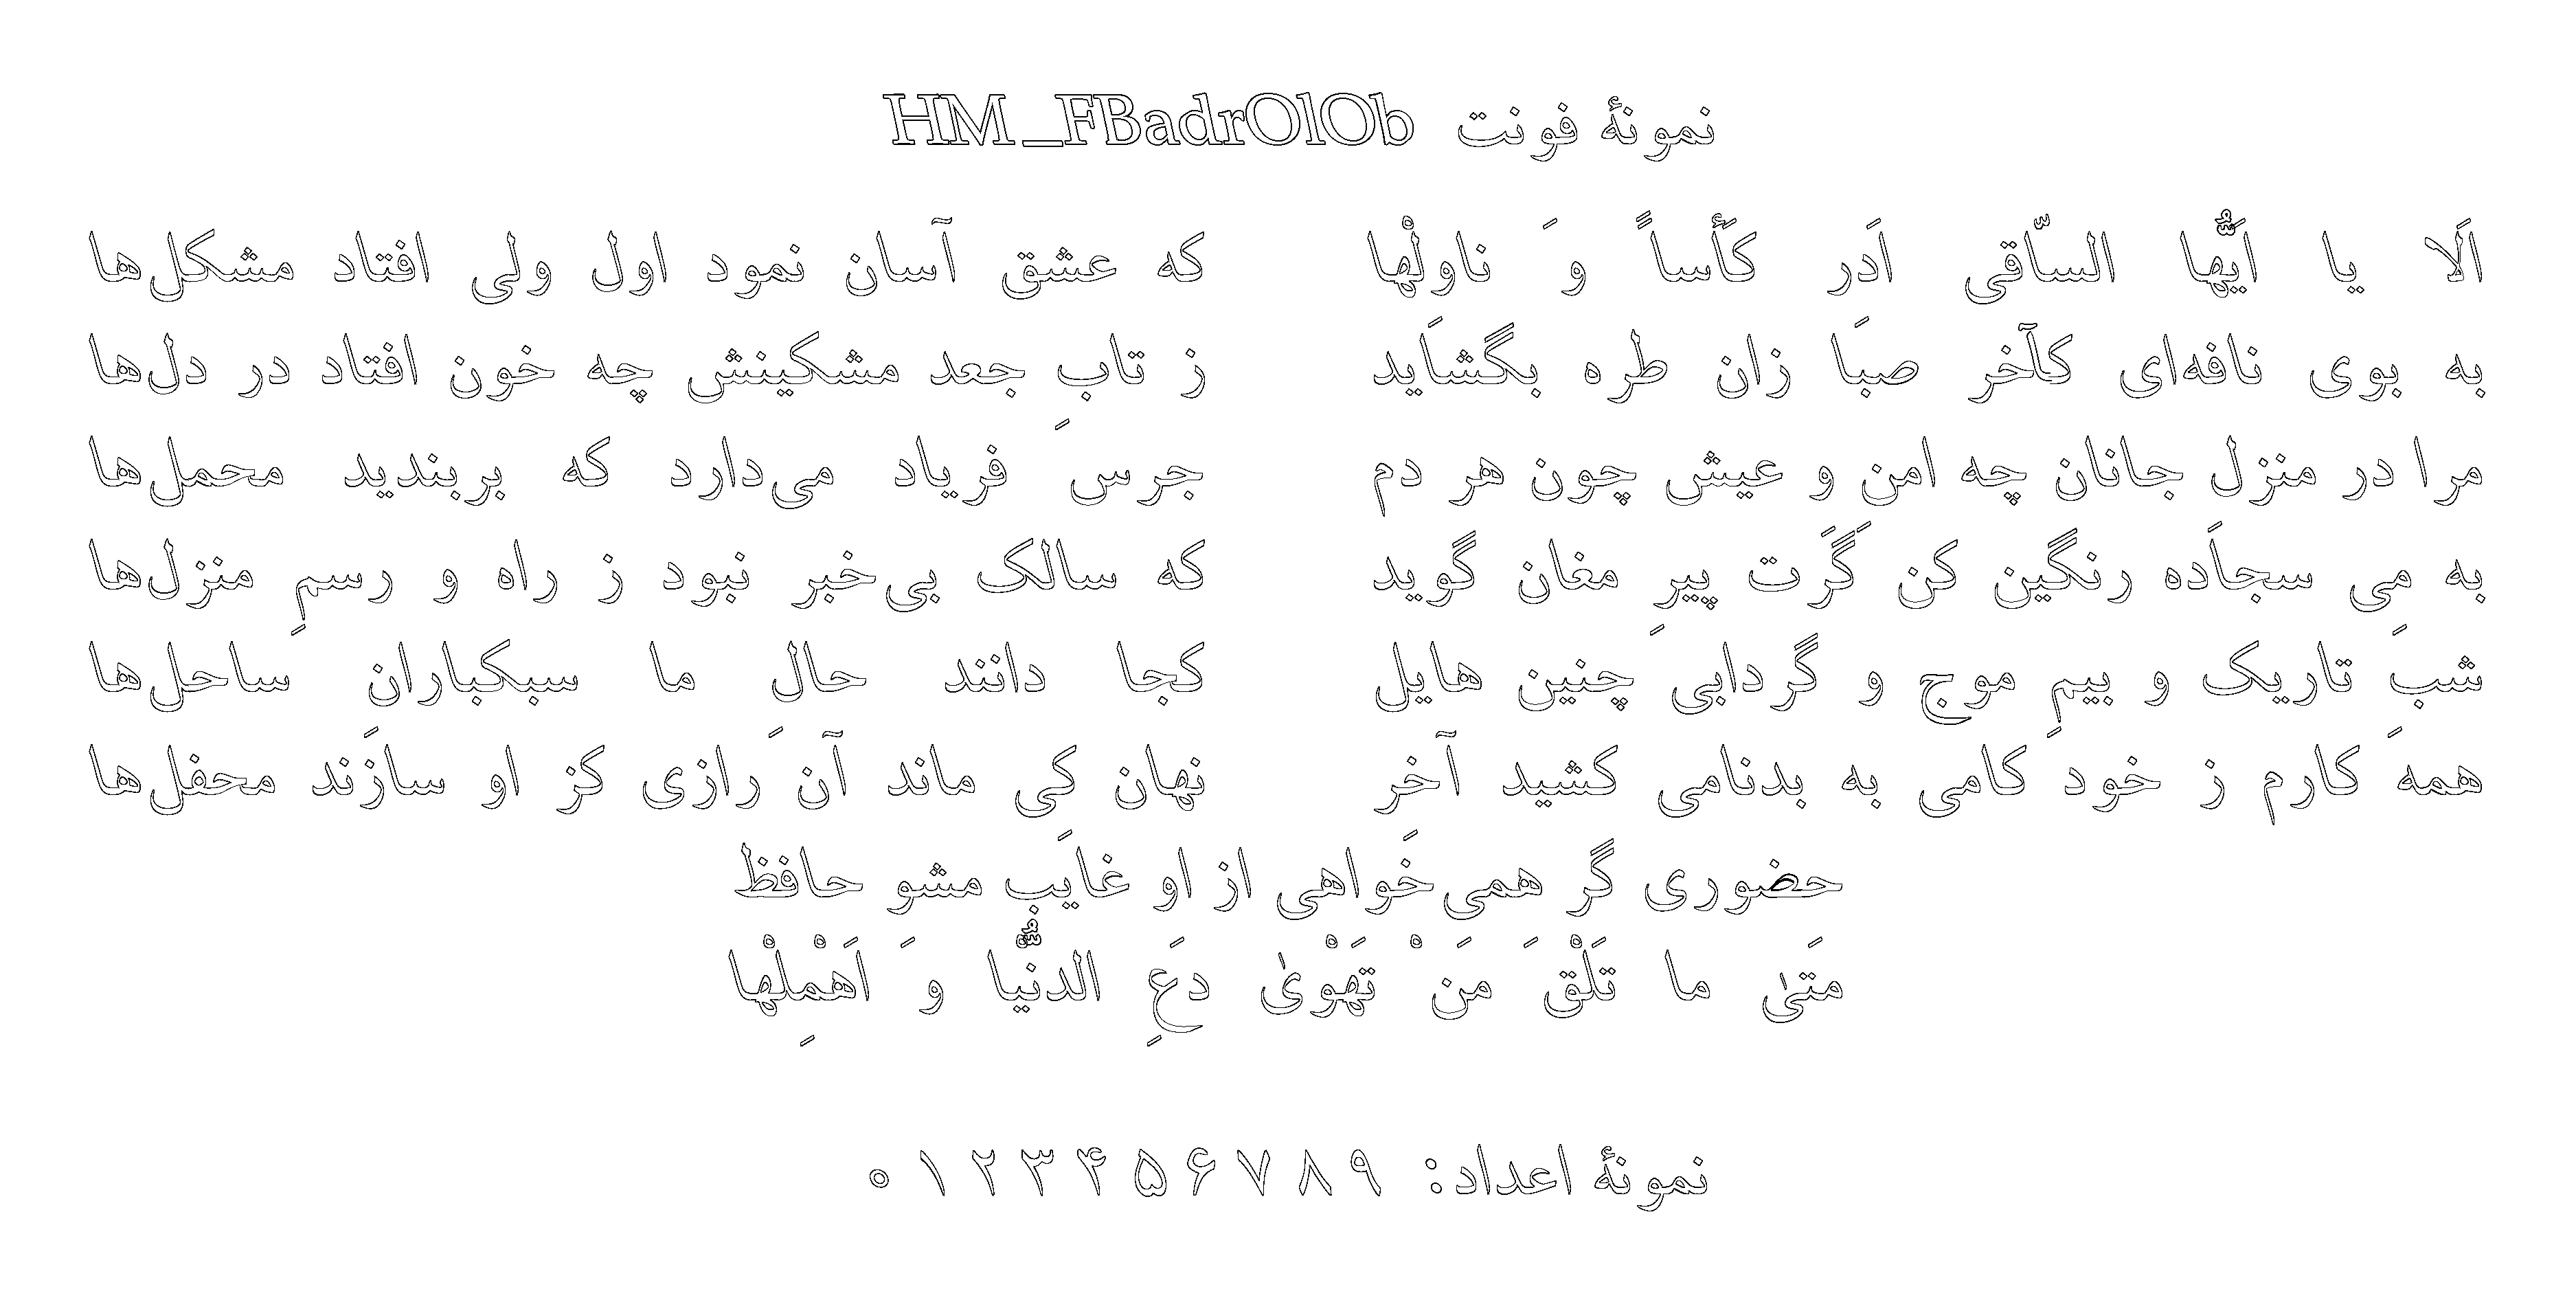 نمونهٔ فونت HM_FBadrOlOb
اَلا یا اَیُّها السّاقی اَدَر کَأساً وَ ناولْها که عشق آسان نمود اول ولی افتاد مشکل‌ها
به بوی نافه‌ای کآخر صبا زان طره بگشاید ز تابِ جعد مشکینش چه خون افتاد در دل‌ها
مرا در منزل جانان چه امن و عیش چون هر دم جرس فریاد می‌دارد که بربندید محمل‌ها
به می سجاده رنگین کن گَرَت پیرِ مغان گوید که سالک بی‌خبر نبود ز راه و رسمِ منزل‌ها
شبِ تاریک و بیمِ موج و گردابی چنین هایل کجا دانند حالِ ما سبکبارانِ ساحل‌ها
همه کارم ز خود کامی به بدنامی کشید آخر نهان کی ماند آن رازی کز او سازند محفل‌ها
حضوری گر همی‌خواهی از او غایب مشو حافظ
مَتیٰ ما تَلْقَ مَنْ تَهْویٰ دَعِ الدُّنْیا وَ اَهْمِلْها
نمونهٔ اعداد: ۰ ۱ ۲ ۳ ۴ ۵ ۶ ۷ ۸ ۹